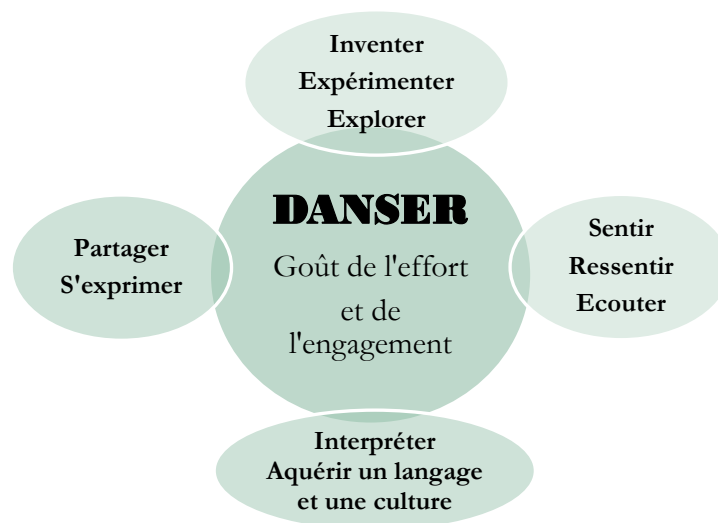 Inventer
Expérimenter
Explorer
DANSER
Goût de l'effort
et de
l'engagement
Partager
S'exprimer
Sentir
Ressentir
Ecouter
Interpréter
Aquérir un langage
et une culture